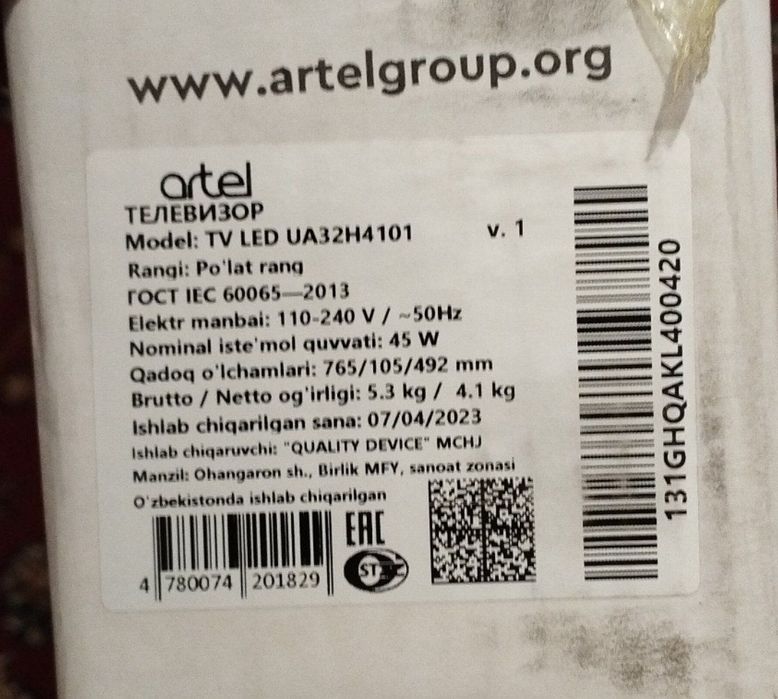 www.artelgroup.org
artel
ТЕЛЕВИЗОР
Model: TV LED UA32H4101 v. 1
Rangi: Po'lat rang
ГОСТ IEC 60065—2013
Elektr manbai: 110-240 V / ~50Hz
Nominal iste'mol quvvati: 45 W
Qadoq o'lchamlari: 765/105/492 mm
Brutto / Netto og'irligi: 5.3 kg / 4.1 kg
Ishlab chiqarilgan sana: 07/04/2023
Ishlab chiqaruvchi: "QUALITY DEVICE" MCHJ
Manzil: Ohangaron sh., Birlik MFY, sanoat zonasi
O'zbekistonda ishlab chiqarilgan
EAC
ST
4 780074 201829
131GHQAKL400420